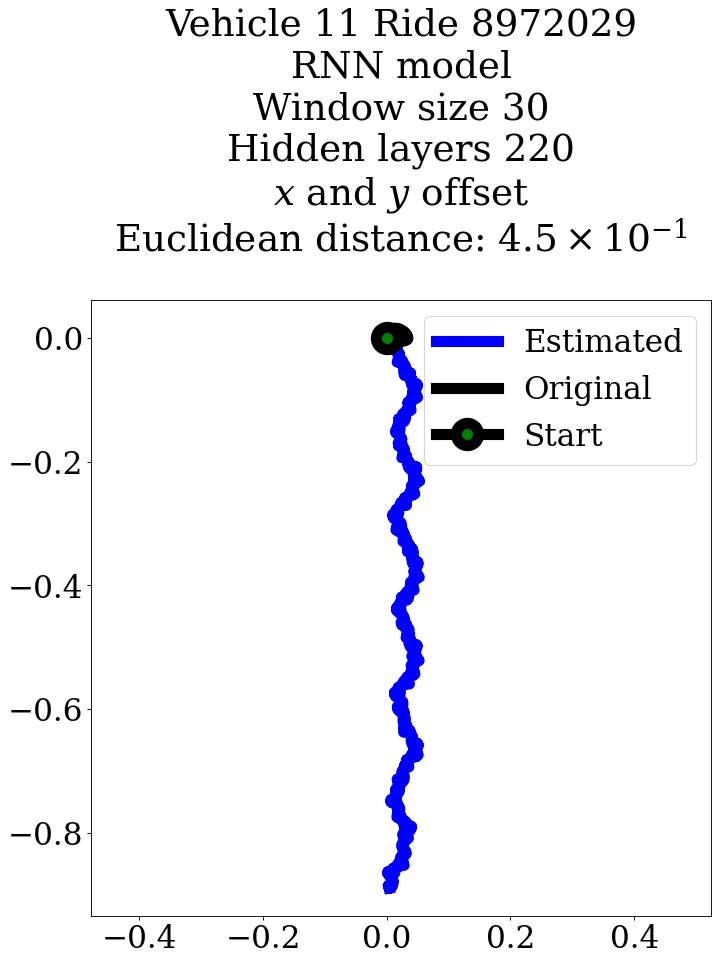 Vehicle 11 Ride 8972029
RNN model
Window size 30
Hidden layers 220
x and y offset
Euclidean distance: 4.5 × 10⁻¹
Estimated
Original
Start
0.0
−0.2
−0.4
−0.6
−0.8
−0.4 −0.2 0.0 0.2 0.4